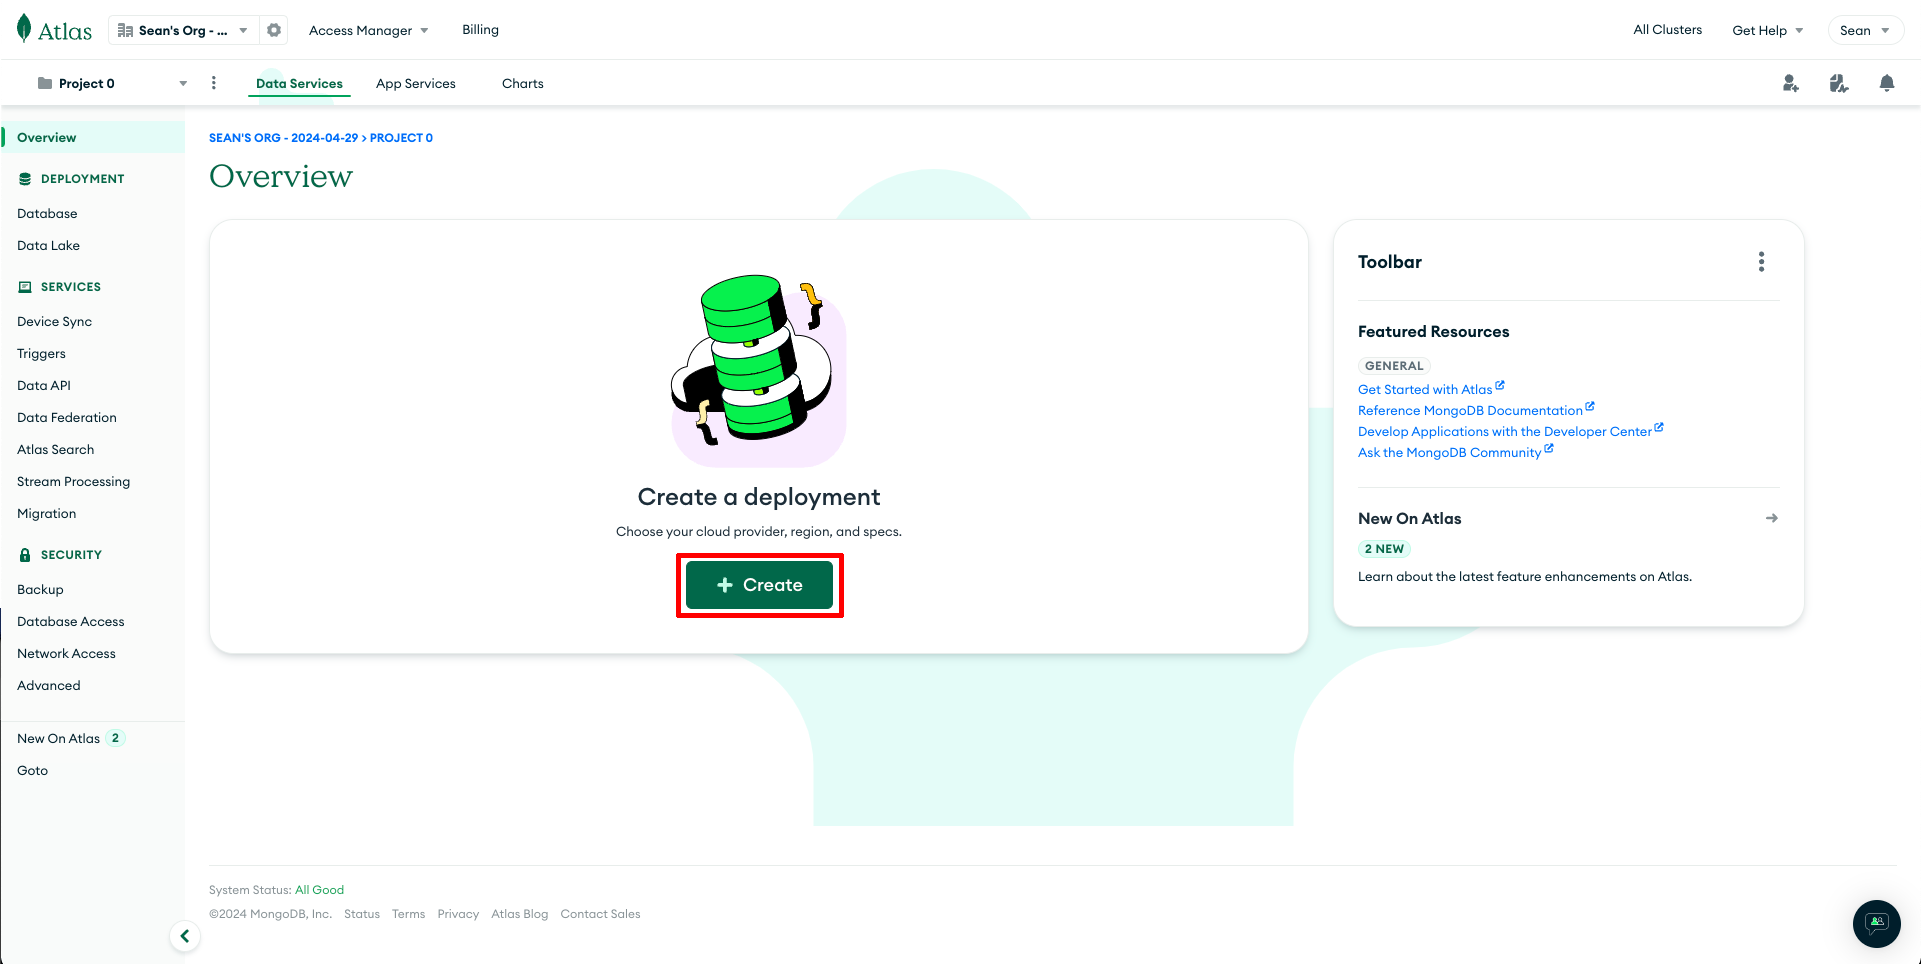 Atlas
Sean's Org - ...
Access Manager
Billing
All Clusters
Get Help
Sean
Project 0
Data Services
App Services
Charts
Overview
DEPLOYMENT
Database
Data Lake
SERVICES
Device Sync
Triggers
Data API
Data Federation
Atlas Search
Stream Processing
Migration
SECURITY
Backup
Database Access
Network Access
Advanced
New On Atlas 2
Goto
SEAN'S ORG - 2024-04-29 > PROJECT 0
Overview
Create a deployment
Choose your cloud provider, region, and specs.
+ Create
Toolbar
Featured Resources
GENERAL
Get Started with Atlas
Reference MongoDB Documentation
Develop Applications with the Developer Center
Ask the MongoDB Community
New On Atlas
2 NEW
Learn about the latest feature enhancements on Atlas.
System Status: All Good
©2024 MongoDB, Inc. Status Terms Privacy Atlas Blog Contact Sales